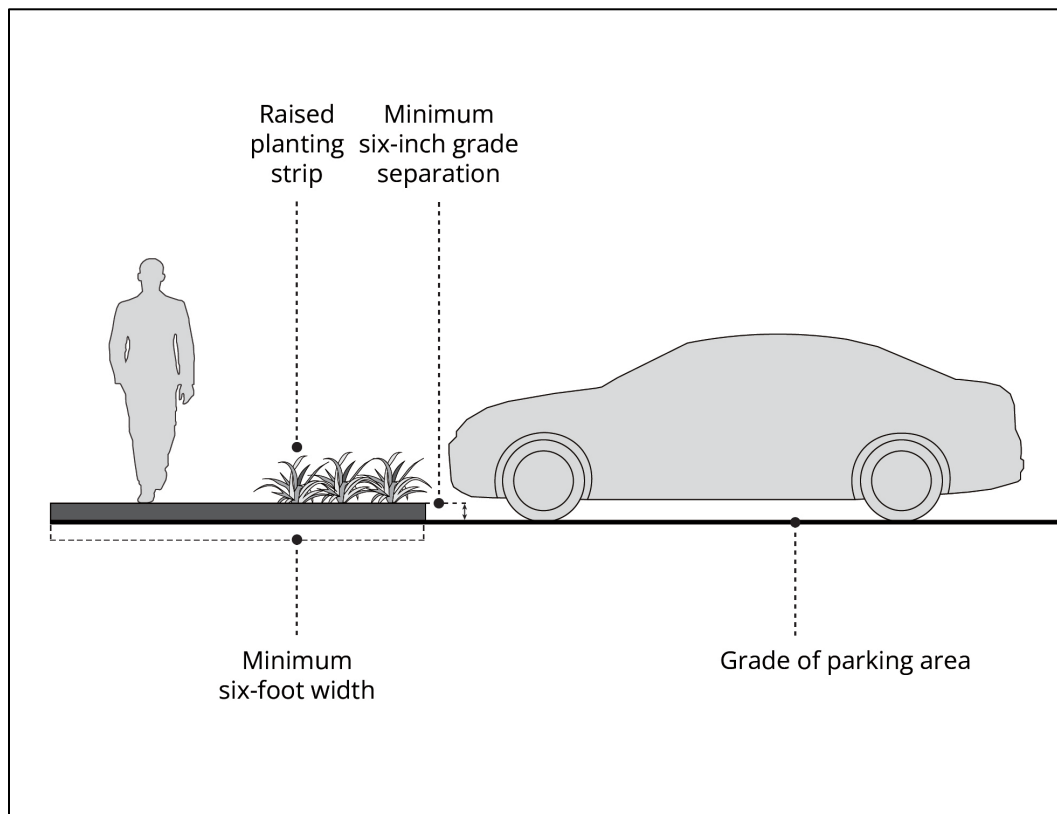 Raised
planting
strip
Minimum
six-inch grade
separation
Minimum
six-foot width
Grade of parking area